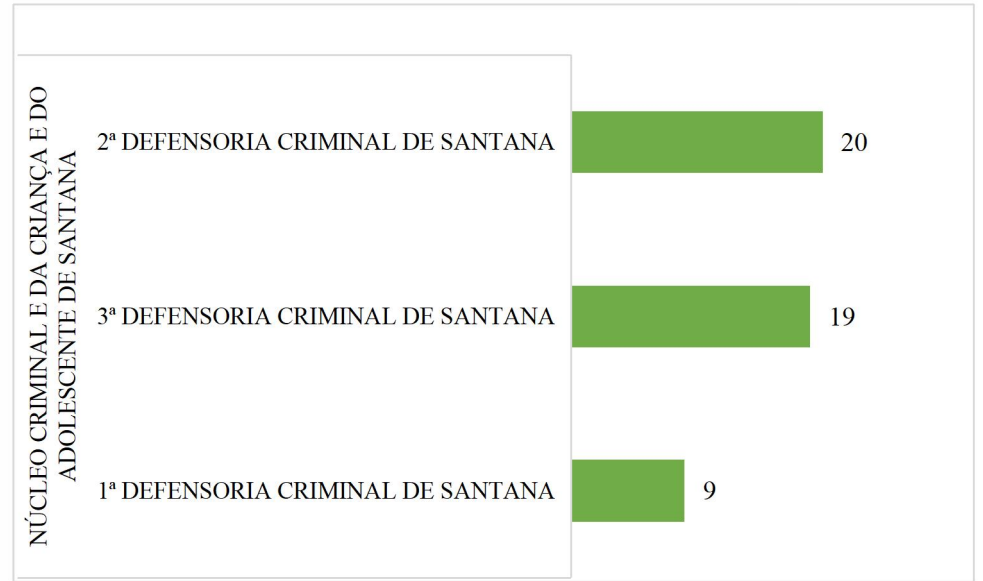 NÚCLEO CRIMINAL E DA CRIANÇA E DO
ADOLESCENTE DE SANTANA
2ª DEFENSORIA CRIMINAL DE SANTANA
20
3ª DEFENSORIA CRIMINAL DE SANTANA
19
1ª DEFENSORIA CRIMINAL DE SANTANA
9